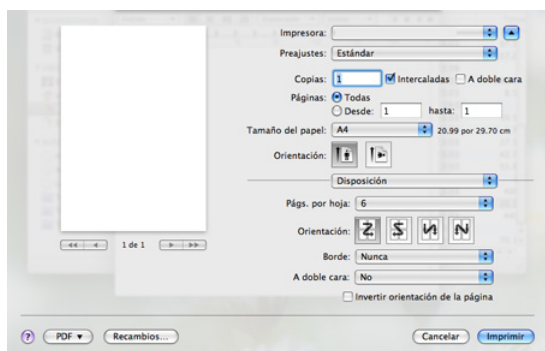 Impresora:
Preajustes: Estándar
Copias: 1 Intercaladas A doble cara
Páginas: Todas
Desde: 1 hasta: 1
Tamaño del papel: A4 20.99 por 29.70 cm
Orientación:
Disposición
Págs. por hoja: 6
Orientación:
Borde: Nunca
A doble cara: No
Invertir orientación de la página
1 de 1
? PDF Recambios... Cancelar Imprimir